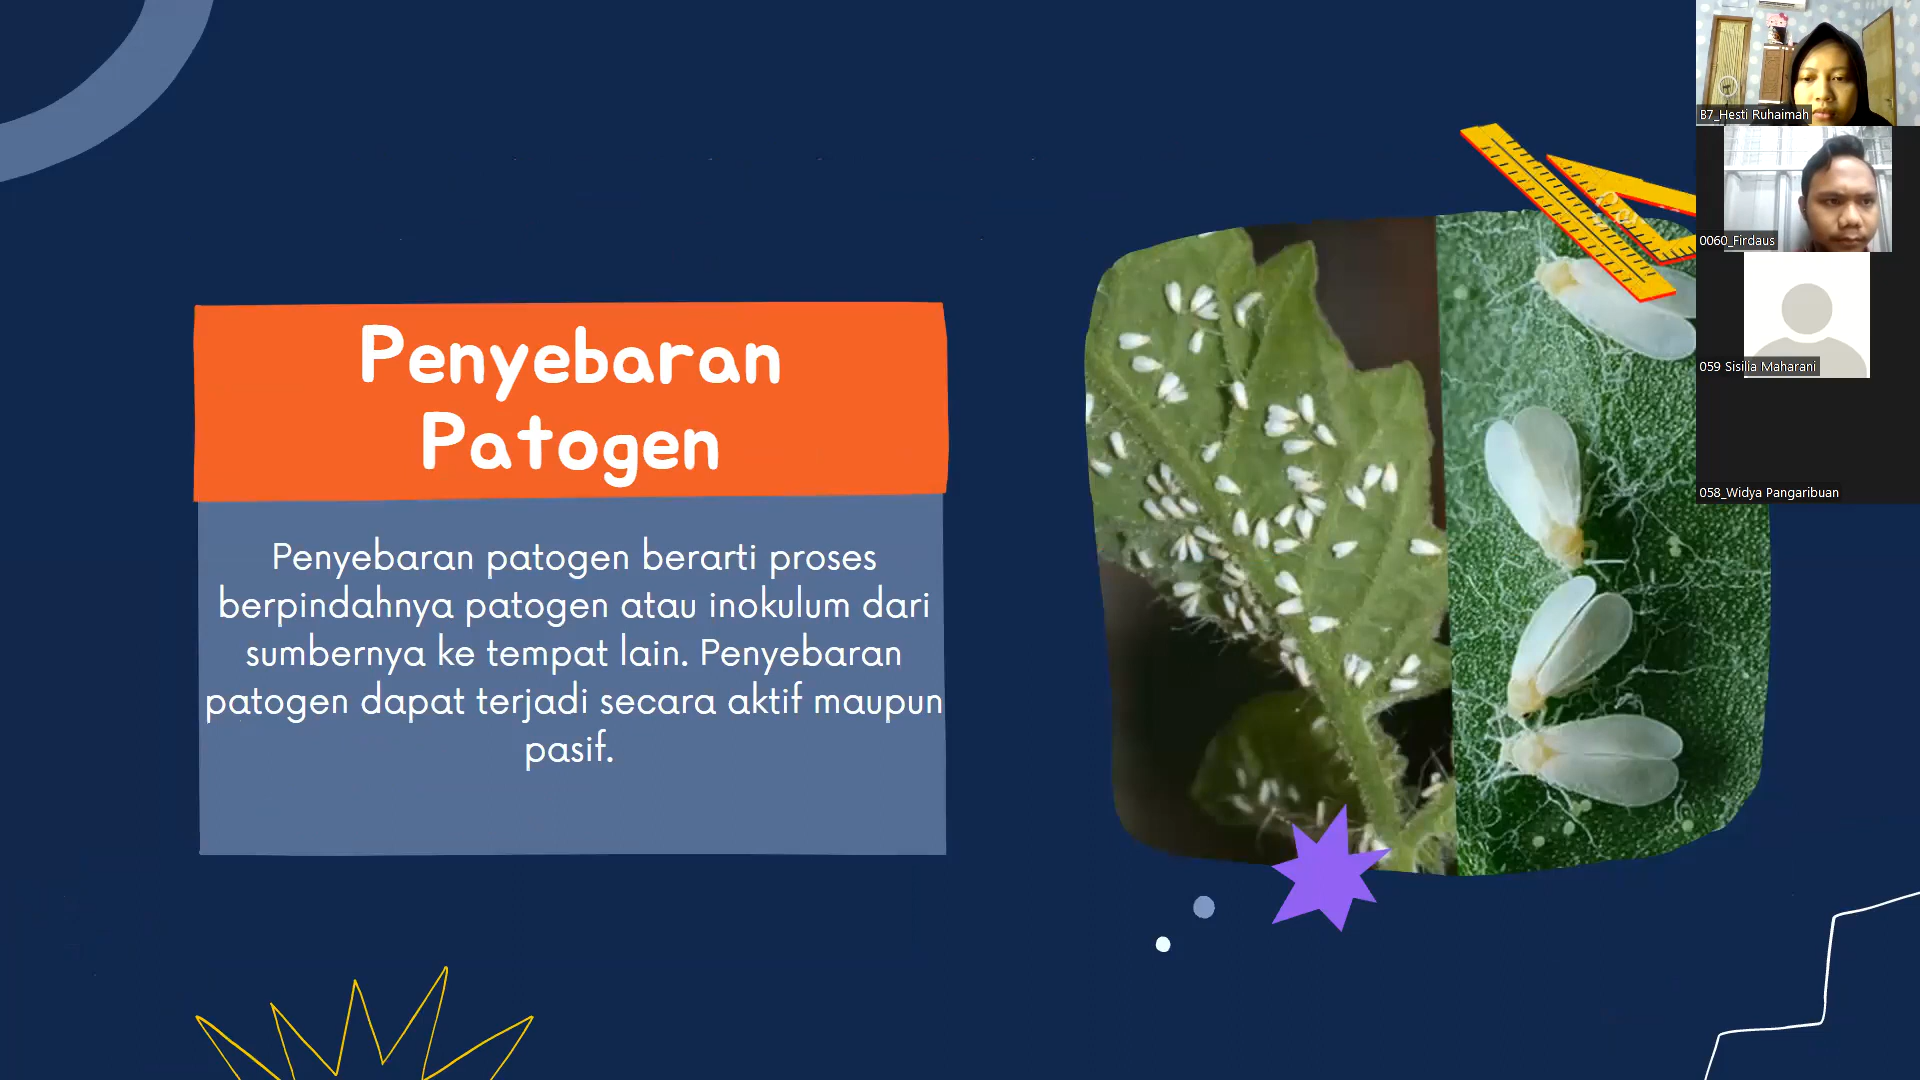 Penyebaran
Patogen
Penyebaran patogen berarti proses
berpindahnya patogen atau inokulum dari
sumbernya ke tempat lain. Penyebaran
patogen dapat terjadi secara aktif maupun
pasif.
B7_Hesti Ruhaimah
0060_Firdaus
059 Sisilia Maharani
058_Widya Pangaribuan